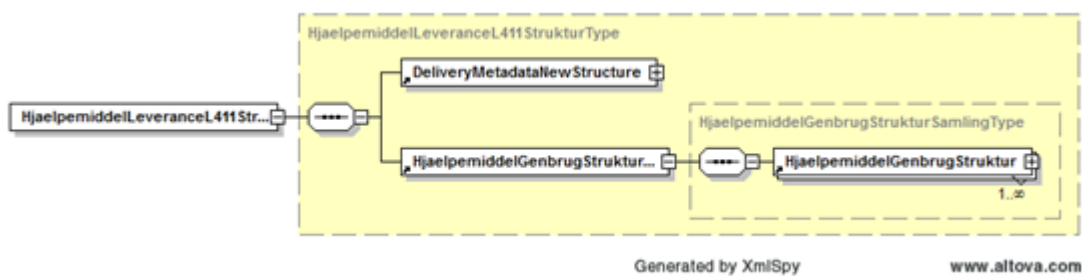 HjaelpemiddelLeveranceL411StrukturType
DeliveryMetadataNewStructure
HjaelpemiddelLeveranceL411Str...
HjaelpemiddelGenbrugStrukturSamlingType
HjaelpemiddelGenbrugStruktur...
HjaelpemiddelGenbrugStruktur
1..∞
Generated by XmlSpy
www.altova.com